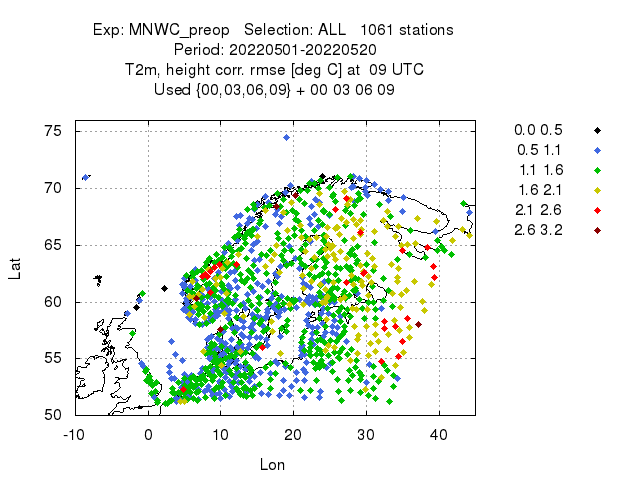 Exp: MNWC_preop Selection: ALL 1061 stations
Period: 20220501-20220520
T2m, height corr. rmse [deg C] at 09 UTC
Used {00,03,06,09} + 00 03 06 09
0.0 0.5
0.5 1.1
1.1 1.6
1.6 2.1
2.1 2.6
2.6 3.2
75
70
65
60
55
50
Lat
-10 0 10 20 30 40
Lon